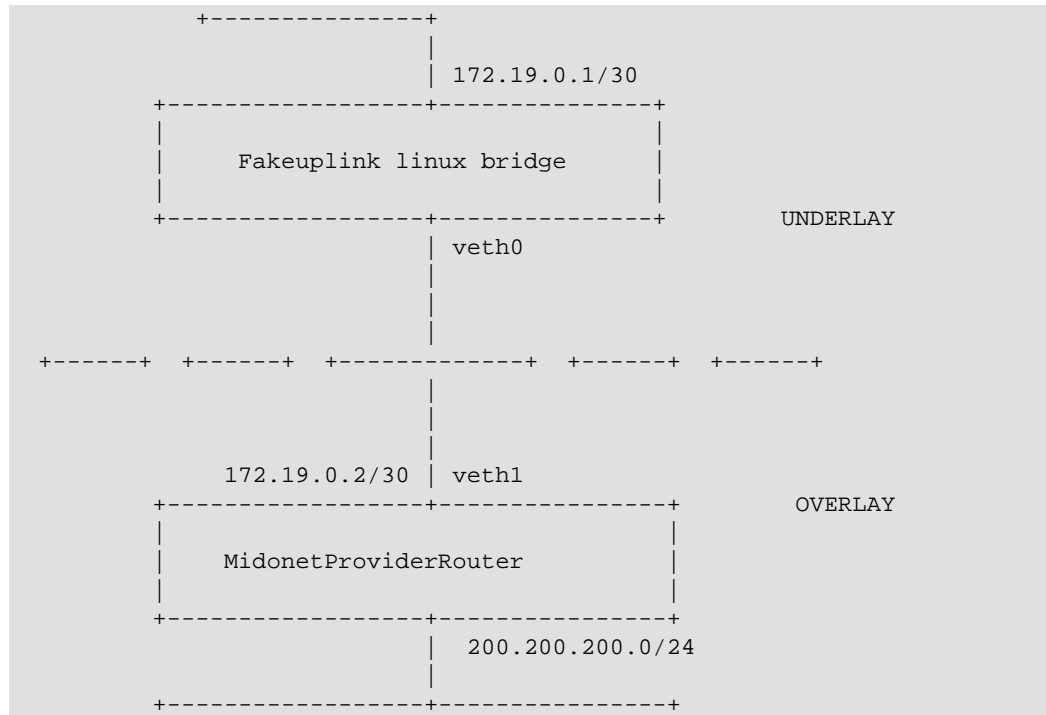 172.19.0.1/30
Fakeuplink linux bridge
UNDERLAY
veth0
172.19.0.2/30 veth1
OVERLAY
MidonetProviderRouter
200.200.200.0/24